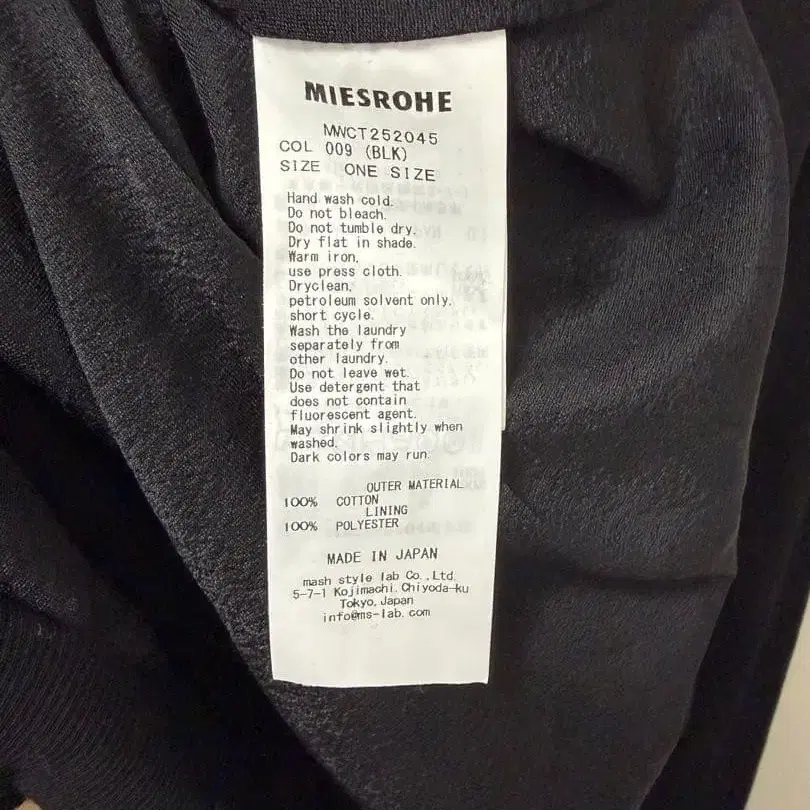 MIESROHE
MWCT252045
COL 009 (BLK)
SIZE ONE SIZE
Hand wash cold.
Do not bleach.
Do not tumble dry.
Dry flat in shade.
Warm iron,
use press cloth.
Dryclean,
petroleum solvent only.
short cycle.
Wash the laundry
separately from
other laundry.
Do not leave wet.
Use detergent that
does not contain
fluorescent agent.
May shrink slightly when
washed.
Dark colors may run.
OUTER MATERIAL
100% COTTON
LINING
100% POLYESTER
MADE IN JAPAN
mash style lab Co.,Ltd.
5-7-1 Kojimachi, Chiyoda-ku
Tokyo, Japan
info@ms-lab.com